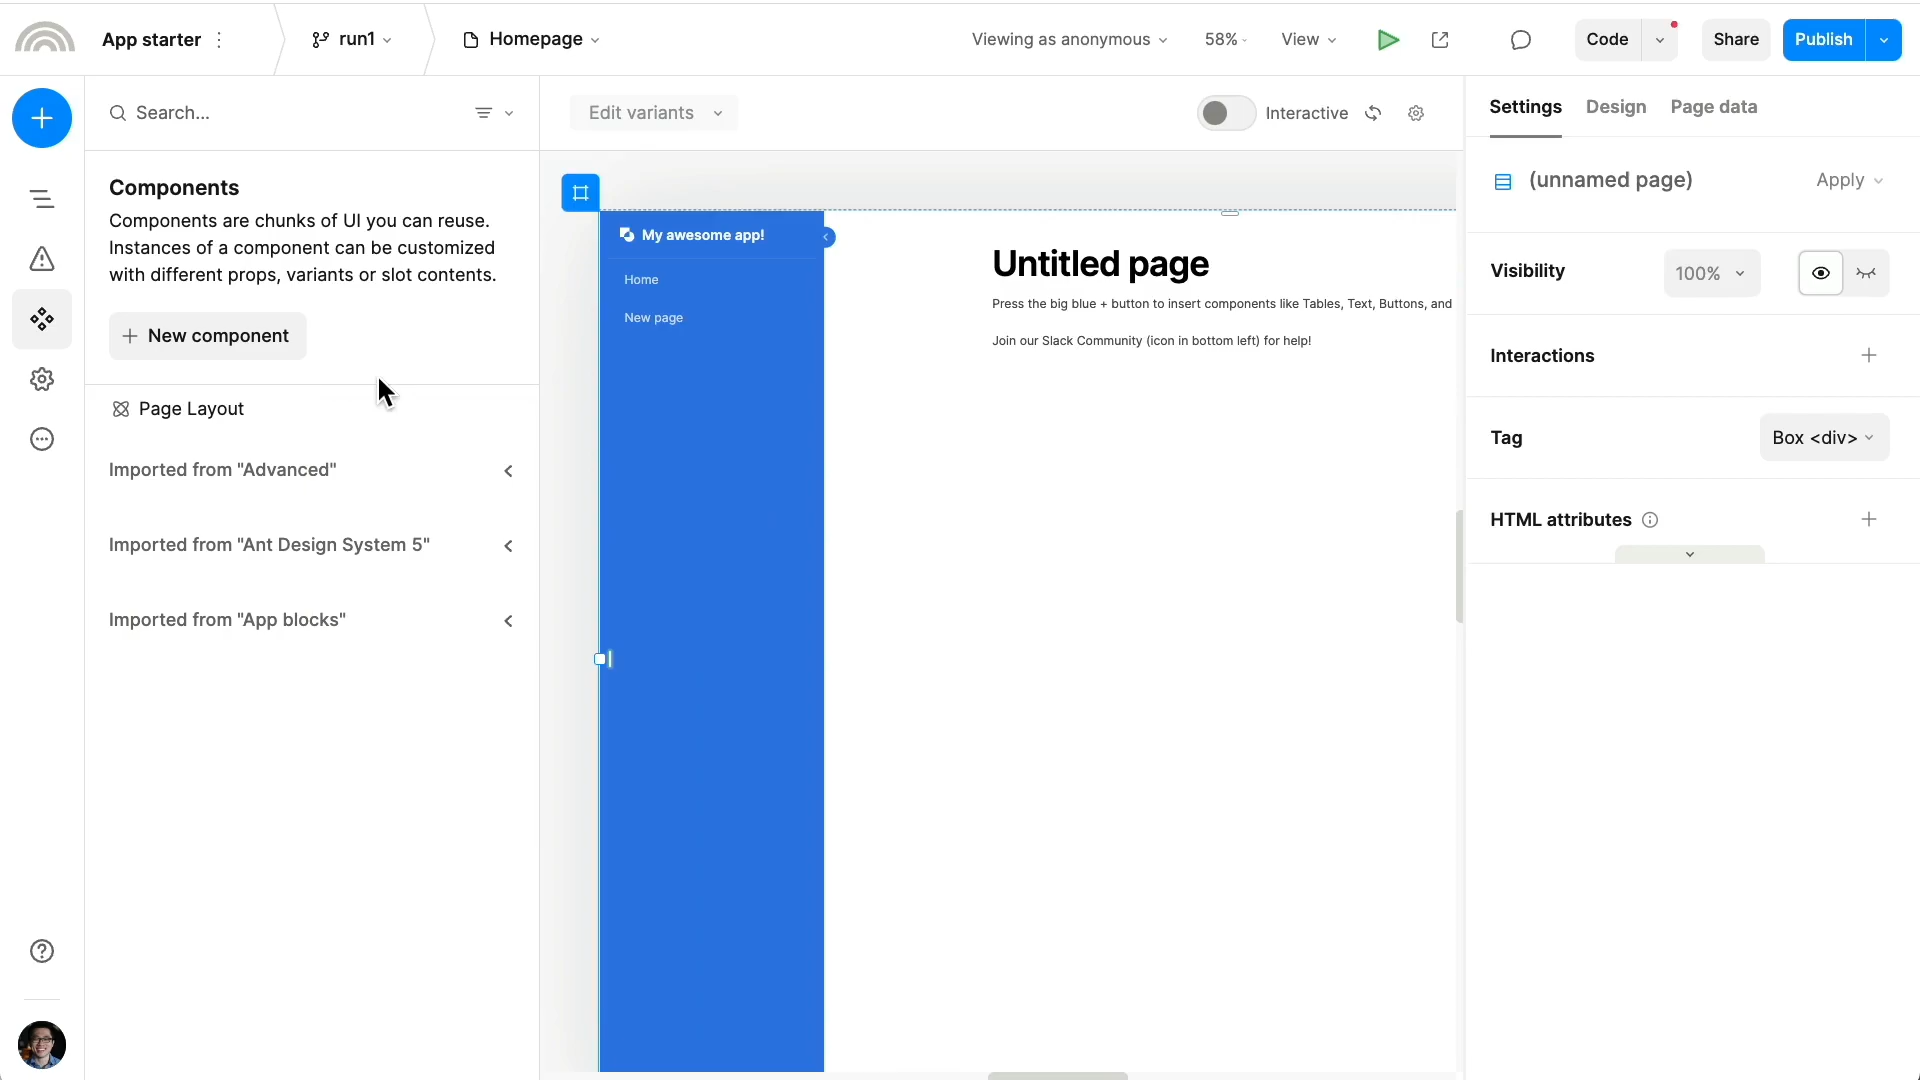 App starter
run1
Homepage
Viewing as anonymous
58%
View
Code
Share
Publish
Search...
Edit variants
Interactive
Settings
Design
Page data
Components
Components are chunks of UI you can reuse.
Instances of a component can be customized
with different props, variants or slot contents.
New component
Page Layout
Imported from "Advanced"
Imported from "Ant Design System 5"
Imported from "App blocks"
My awesome app!
Home
New page
Untitled page
Press the big blue + button to insert components like Tables, Text, Buttons, and
Join our Slack Community (icon in bottom left) for help!
(unnamed page)
Apply
Visibility
100%
Interactions
Tag
Box <div>
HTML attributes